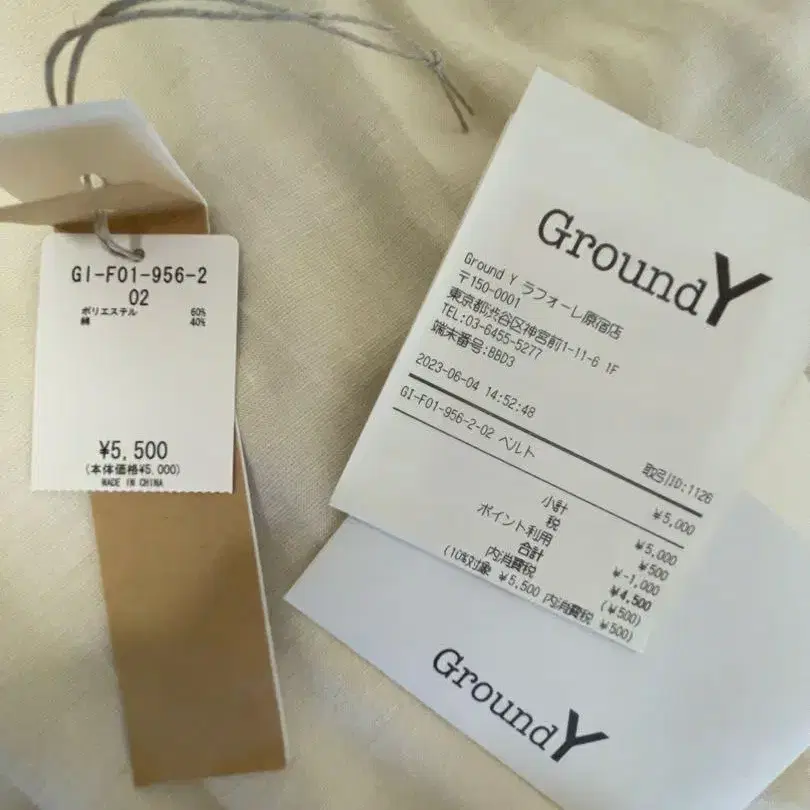 GI-F01-956-2
02
ポリエステル 60%
綿 40%
¥5,500
(本体価格¥5,000)
MADE IN CHINA
GroundY
Ground Y ラフォーレ原宿店
〒150-0001
東京都渋谷区神宮前1-11-6 1F
TEL:03-6455-5277
端末番号:BBD3
2023-06-04 14:52:48
取引ID:1126
GI-F01-956-2-02 ベルト
¥5,000
小計 ¥5,000
税 ¥500
ポイント利用 ¥-1,000
合計 ¥4,500
内消費税 (¥500)
(10%対象 ¥5,500 内消費税 ¥500)
GroundY